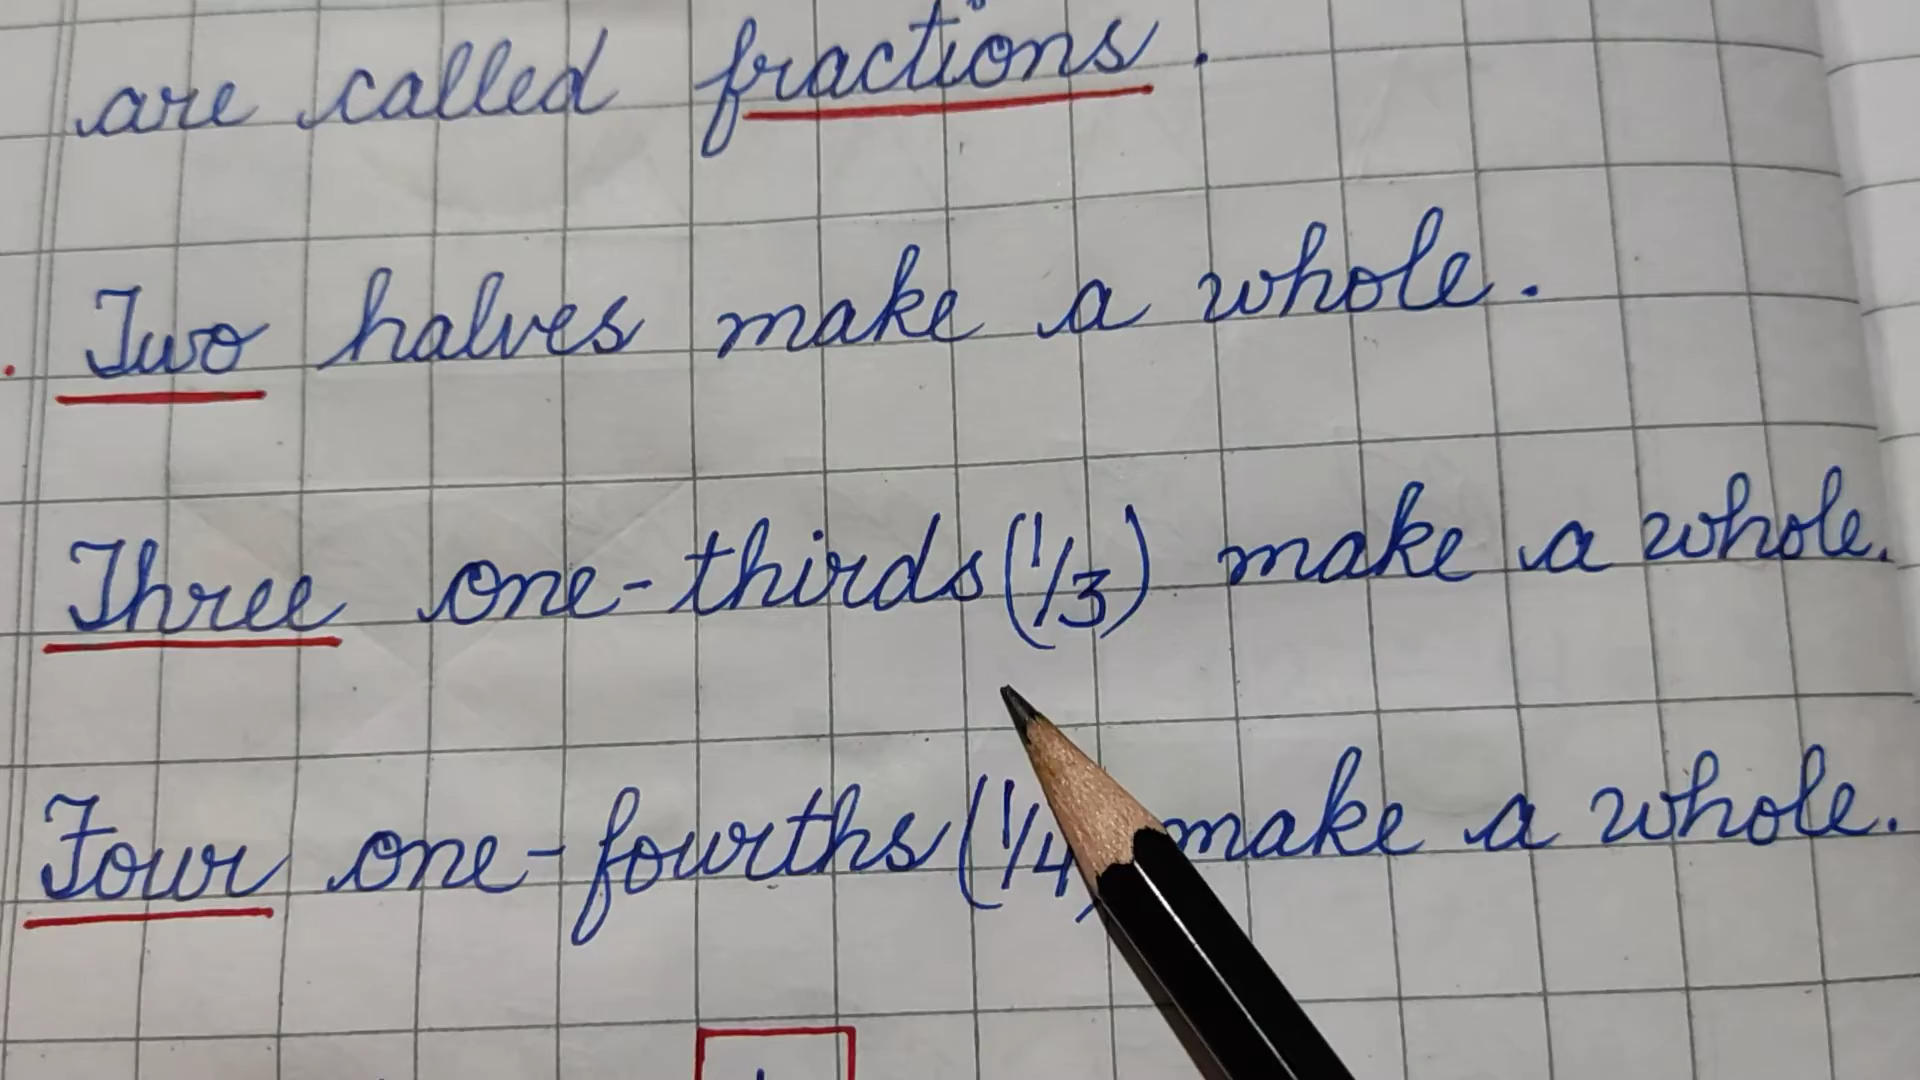 are called fractions.
Two halves make a whole.
Three one-thirds (1/3) make a whole.
Four one-fourths (1/4) make a whole.